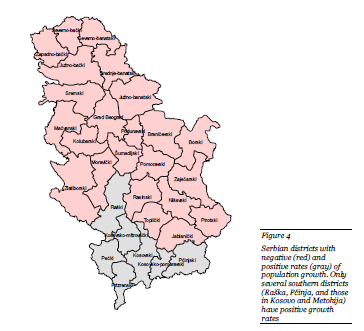 Severno-bački
Severno-banatski
Zapadno-bački
Južno-bački
Srednje-banatski
Sremski
Južno-banatski
Grad Beograd
Mačvanski
Podunavski
Braničevski
Kolubarski
Borski
Šumadijski
Moravički
Pomoravski
Zaječarski
Zlatiborski
Raški
Rasinski
Nišavski
Toplički
Pirotski
Kosovsko-mitrovički
Jablanički
Pećki
Kosovski
Kosovsko-pomoravski
Pčinjski
Prizrenski
Figure 4
Serbian districts with
negative (red) and
positive rates (gray) of
population growth. Only
several southern districts
(Raška, Pčinja, and those
in Kosovo and Metohija)
have positive growth
rates